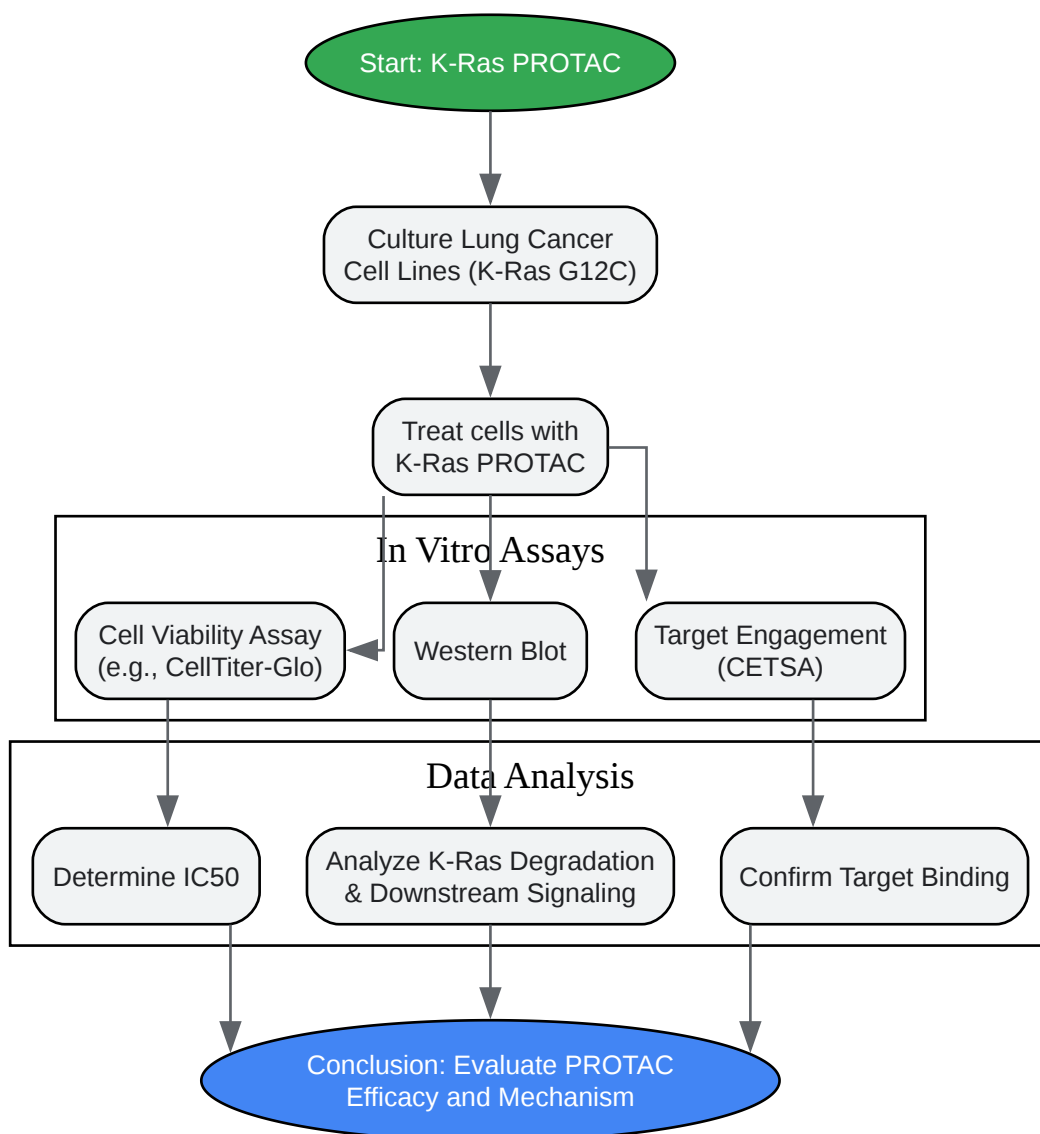 Start: K-Ras PROTAC
Culture Lung Cancer
Cell Lines (K-Ras G12C)
Treat cells with
K-Ras PROTAC
In Vitro Assays
Cell Viability Assay
(e.g., CellTiter-Glo)
Western Blot
Target Engagement
(CETSA)
Data Analysis
Determine IC50
Analyze K-Ras Degradation
& Downstream Signaling
Confirm Target Binding
Conclusion: Evaluate PROTAC
Efficacy and Mechanism